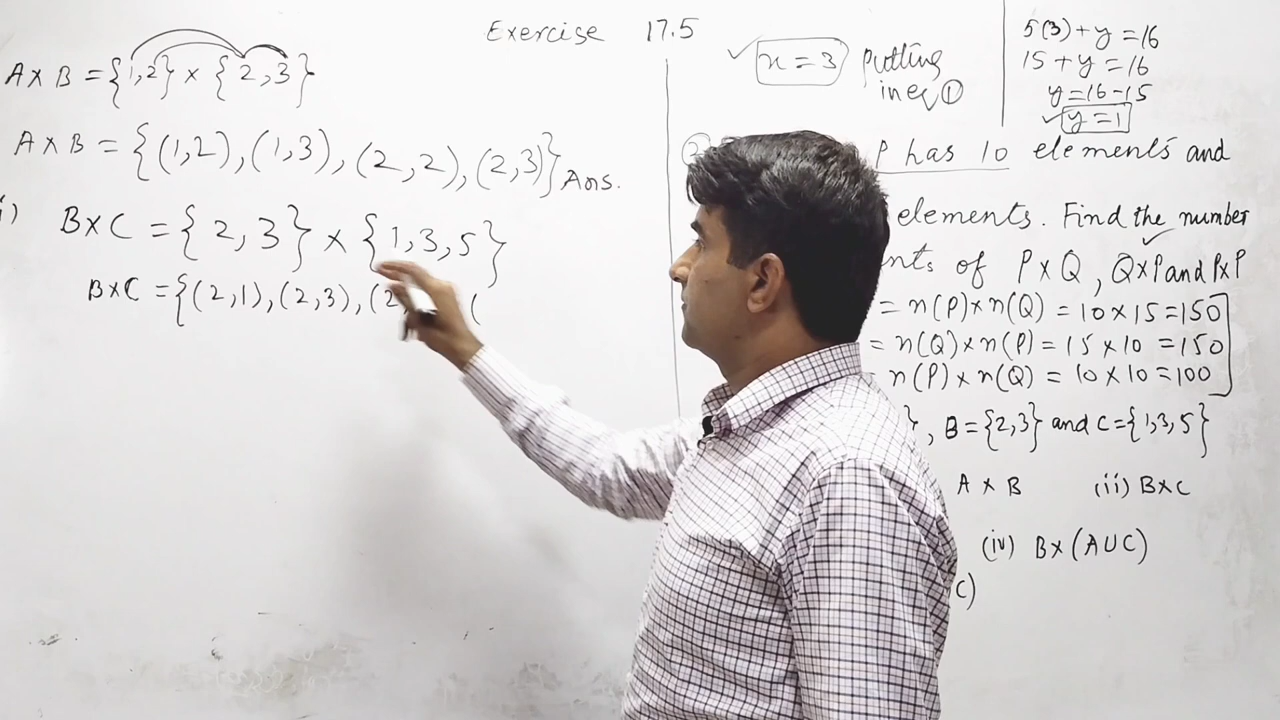 Exercise 17.5
A x B = {1,2} x {2,3}
A x B = {(1,2),(1,3),(2,2),(2,3)} Ans.
i) B x C = {2,3} x {1,3,5}
B x C = {(2,1),(2,3),(2 (
✓ x = 3 putting
in eq ①
5(3) + y = 16
15 + y = 16
y = 16 - 15
✓ y = 1
P has 10 elements and
elements. Find the number
nts of P x Q, Q x P and P x P
= n(P) x n(Q) = 10 x 15 = 150
= n(Q) x n(P) = 15 x 10 = 150
= n(P) x n(Q) = 10 x 10 = 100
}, B = {2,3} and C = {1,3,5}
A x B (ii) B x C
(iv) B x (A U C)
C)